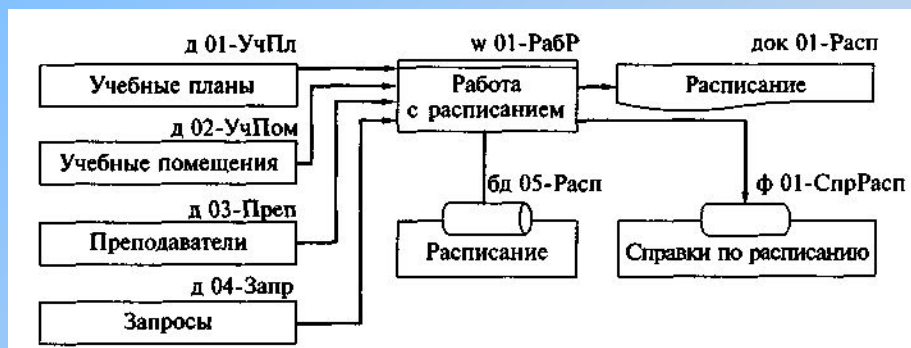 д 01-УчПл
Учебные планы
д 02-УчПом
Учебные помещения
д 03-Преп
Преподаватели
д 04-Запр
Запросы
w 01-РабР
Работа
с расписанием
бд 05-Расп
Расписание
док 01-Расп
Расписание
ф 01-СпрРасп
Справки по расписанию